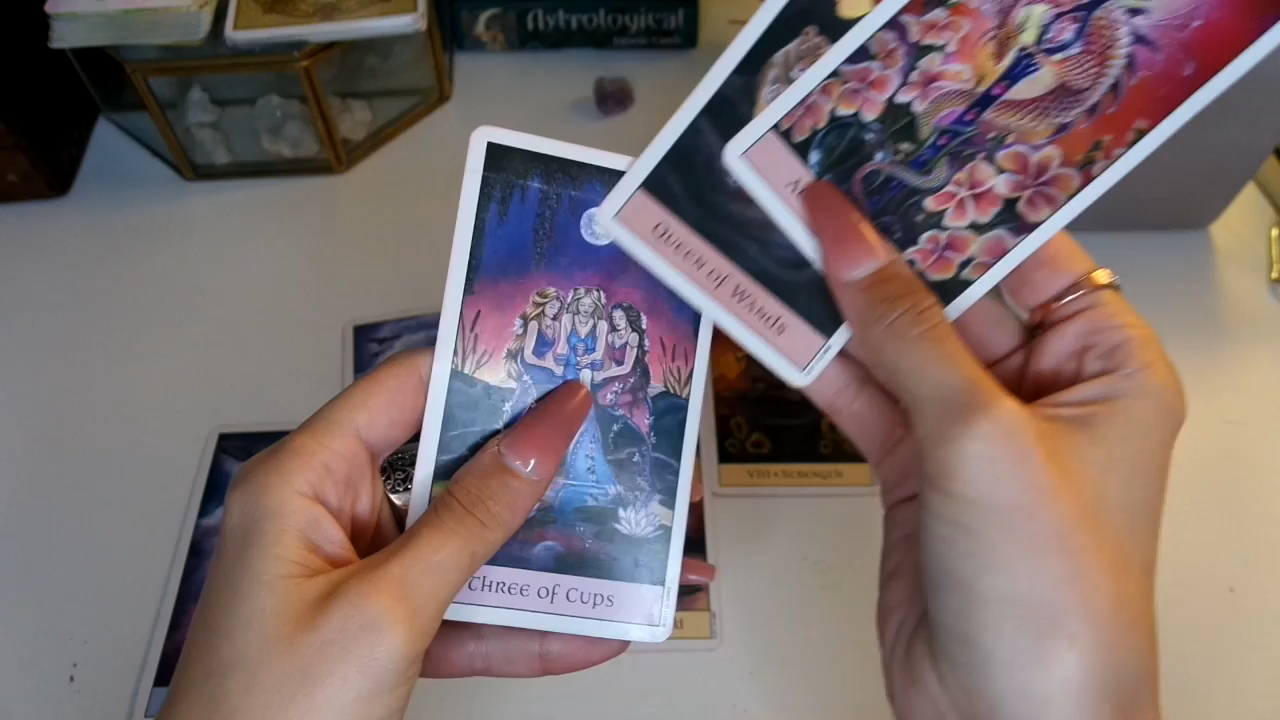 Astrological
Queen of Wands
VIII • Strength
Three of Cups